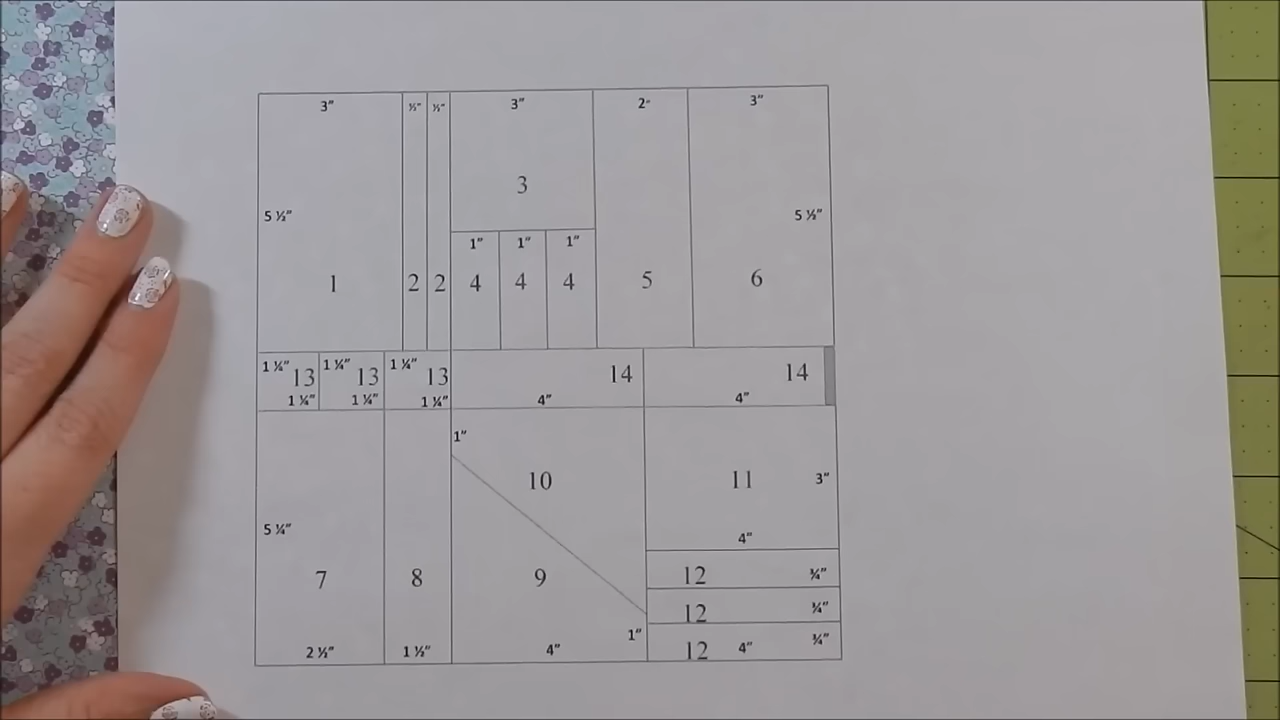 3" ½" ½" 3" 2" 3"
3
5 ½" 5 ½"
1" 1" 1"
1 2 2 4 4 4 5 6
1 ¼" 13 1 ¼" 13 1 ¼" 13 14 14
1 ¼" 1 ¼" 1 ¼" 4" 4"
1"
10 11 3"
5 ¼" 4"
7 8 9 12 ¾"
12 ¾"
1" 12 4" ¾"
2 ½" 1 ½" 4"